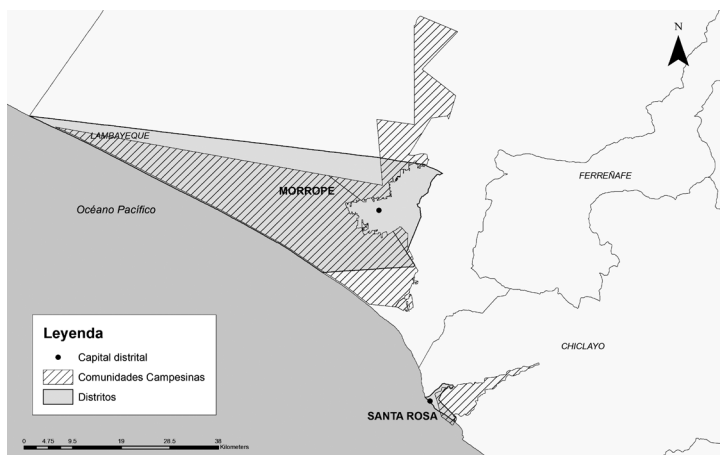 N
LAMBAYEQUE
FERREÑAFE
MORROPE
Océano Pacífico
CHICLAYO
SANTA ROSA
Leyenda
Capital distrital
Comunidades Campesinas
Distritos
0 4.75 9.5 19 28.5 38
Kilometers